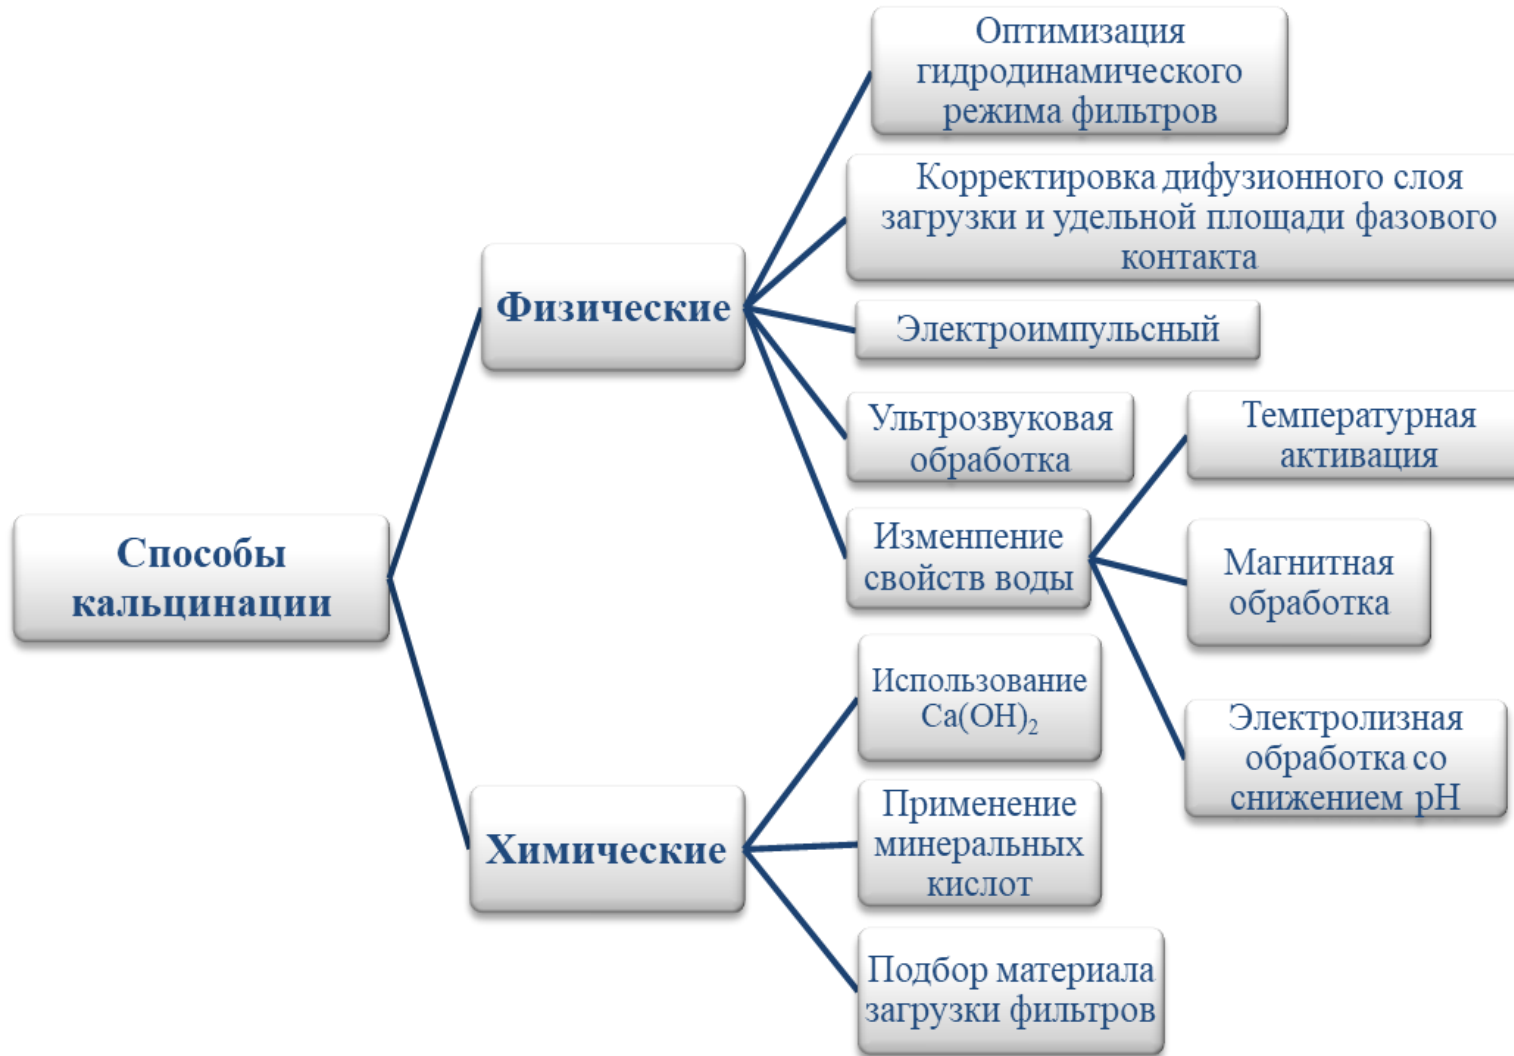 Способы
кальцинации
Физические
Оптимизация
гидродинамического
режима фильтров
Корректировка дифузионного слоя
загрузки и удельной площади фазового
контакта
Электроимпульсный
Ультрозвуковая
обработка
Изменпение
свойств воды
Температурная
активация
Магнитная
обработка
Электролизная
обработка со
снижением pH
Химические
Использование
Ca(OH)₂
Применение
минеральных
кислот
Подбор материала
загрузки фильтров